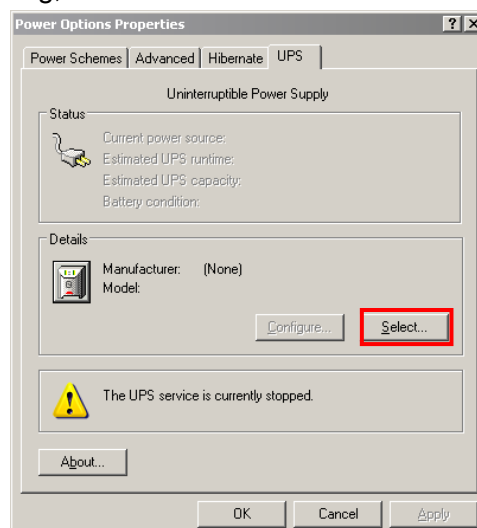 Power Options Properties
? X
Power Schemes Advanced Hibernate UPS
Uninterruptible Power Supply
Status
Current power source:
Estimated UPS runtime:
Estimated UPS capacity:
Battery condition:
Details
Manufacturer: (None)
Model:
Configure... Select...
The UPS service is currently stopped.
About...
OK Cancel Apply